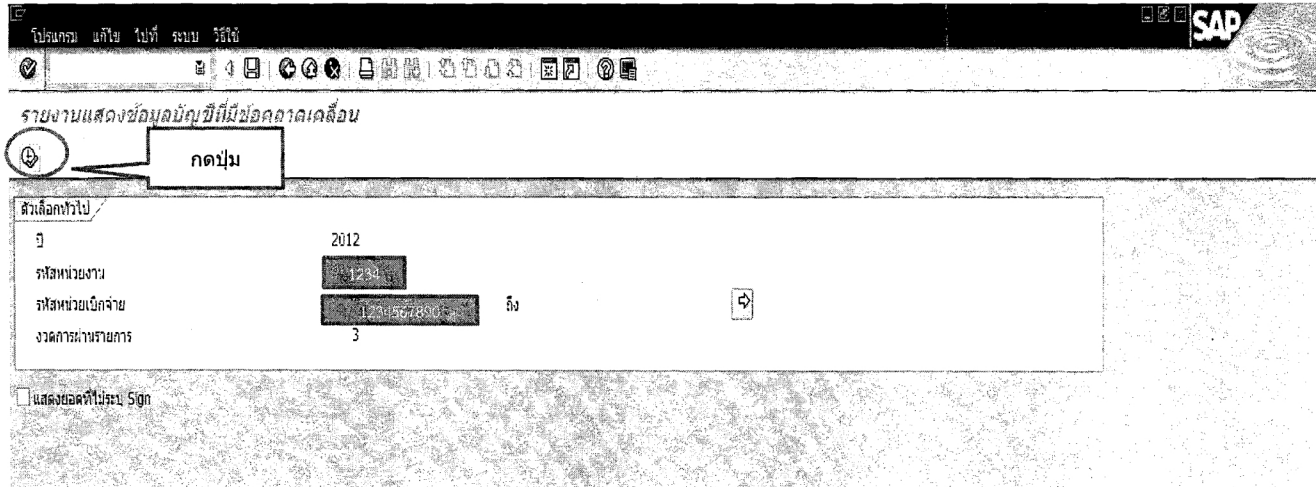 โปรแกรม แก้ไข ไปที่ ระบบ วิธีใช้
SAP
รายงานแสดงข้อมูลบัญชีที่มีข้อคลาดเคลื่อน
กดปุ่ม
ตัวเลือกทั่วไป
ปี 2012
รหัสหน่วยงาน 1234
รหัสหน่วยเบิกจ่าย 1234567890 ถึง
งวดการผ่านรายการ 3
แสดงยอดที่ไม่ระบุ Sign